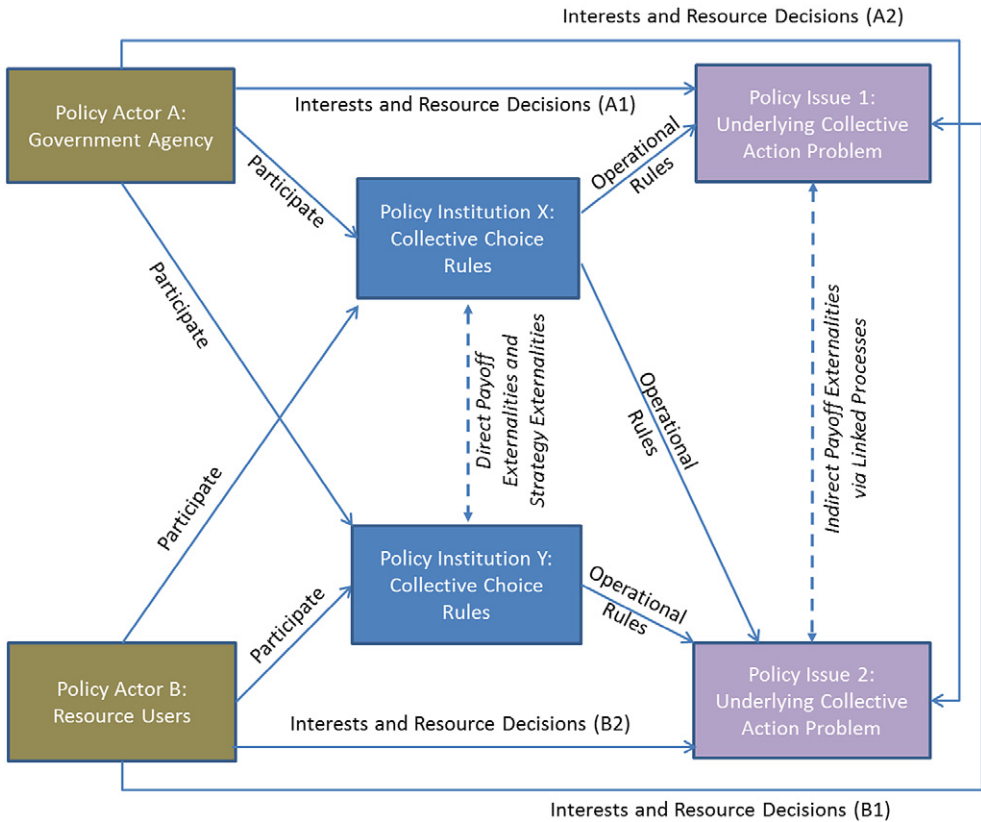 Interests and Resource Decisions (A2)
Policy Actor A:
Government Agency
Interests and Resource Decisions (A1)
Policy Issue 1:
Underlying Collective
Action Problem
Participate
Operational
Rules
Policy Institution X:
Collective Choice
Rules
Participate
Direct Payoff
Externalities and
Strategy Externalities
Operational
Rules
Indirect Payoff Externalities
via Linked Processes
Participate
Policy Institution Y:
Collective Choice
Rules
Participate
Operational
Rules
Policy Actor B:
Resource Users
Interests and Resource Decisions (B2)
Policy Issue 2:
Underlying Collective
Action Problem
Interests and Resource Decisions (B1)